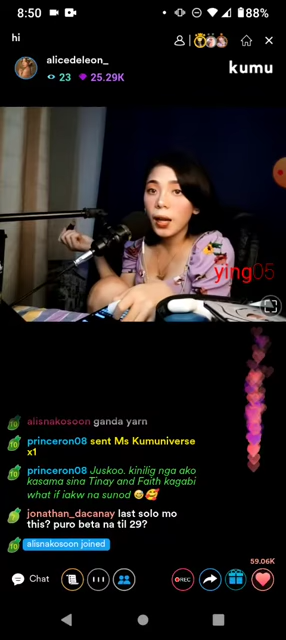 8:50
88%
hi
alicedeleon_
23 25.29K
kumu
ying05
alisnakosoon ganda yarn
princeron08 sent Ms Kumuniverse
x1
princeron08 Juskoo. kinilig nga ako
kasama sina Tinay and Faith kagabi
what if iakw na sunod
jonathan_dacanay last solo mo
this? puro beta na til 29?
alisnakosoon joined
59.06K
Chat
REC